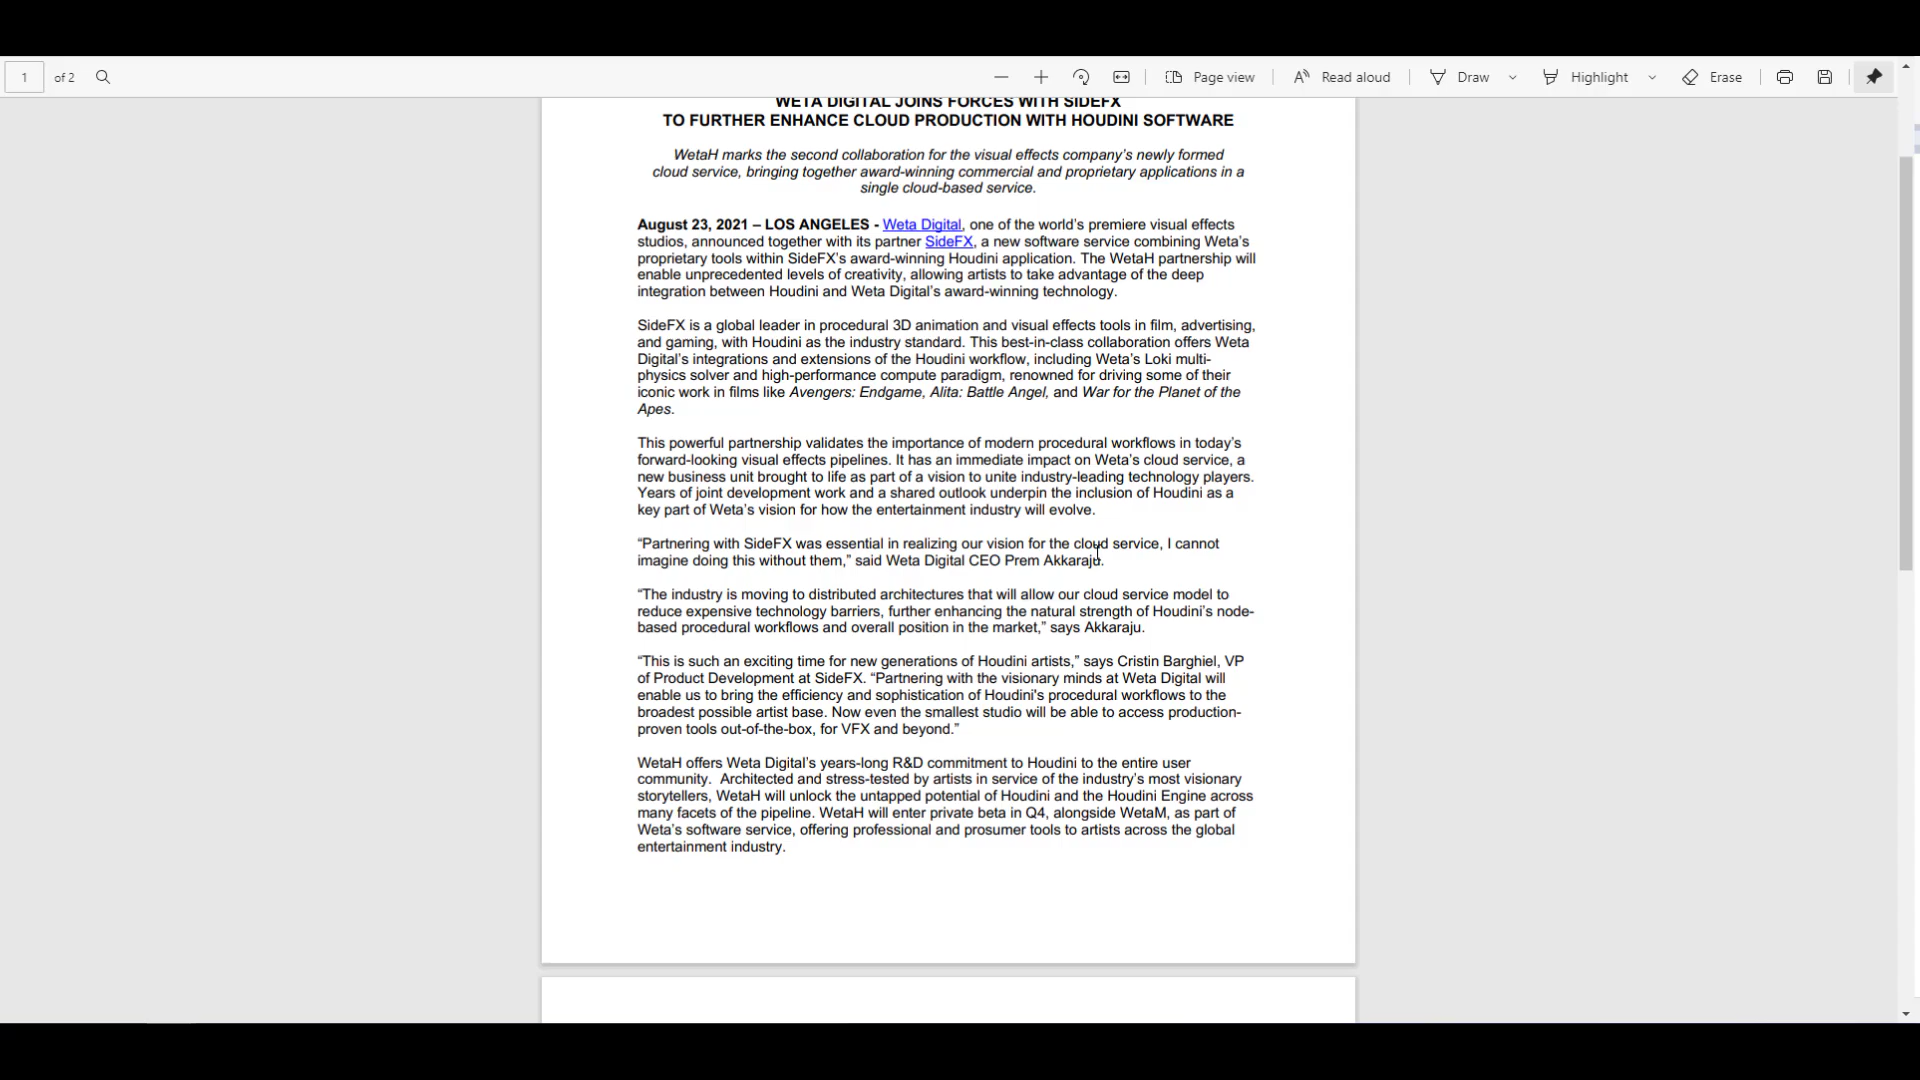 1 of 2 Page view Read aloud Draw Highlight Erase
WETA DIGITAL JOINS FORCES WITH SIDEFX
TO FURTHER ENHANCE CLOUD PRODUCTION WITH HOUDINI SOFTWARE
WetaH marks the second collaboration for the visual effects company's newly formed
cloud service, bringing together award-winning commercial and proprietary applications in a
single cloud-based service.
August 23, 2021 – LOS ANGELES - Weta Digital, one of the world's premiere visual effects
studios, announced together with its partner SideFX, a new software service combining Weta's
proprietary tools within SideFX's award-winning Houdini application. The WetaH partnership will
enable unprecedented levels of creativity, allowing artists to take advantage of the deep
integration between Houdini and Weta Digital's award-winning technology.
SideFX is a global leader in procedural 3D animation and visual effects tools in film, advertising,
and gaming, with Houdini as the industry standard. This best-in-class collaboration offers Weta
Digital's integrations and extensions of the Houdini workflow, including Weta's Loki multi-
physics solver and high-performance compute paradigm, renowned for driving some of their
iconic work in films like Avengers: Endgame, Alita: Battle Angel, and War for the Planet of the
Apes.
This powerful partnership validates the importance of modern procedural workflows in today's
forward-looking visual effects pipelines. It has an immediate impact on Weta's cloud service, a
new business unit brought to life as part of a vision to unite industry-leading technology players.
Years of joint development work and a shared outlook underpin the inclusion of Houdini as a
key part of Weta's vision for how the entertainment industry will evolve.
“Partnering with SideFX was essential in realizing our vision for the cloud service, I cannot
imagine doing this without them,” said Weta Digital CEO Prem Akkaraju.
“The industry is moving to distributed architectures that will allow our cloud service model to
reduce expensive technology barriers, further enhancing the natural strength of Houdini's node-
based procedural workflows and overall position in the market,” says Akkaraju.
“This is such an exciting time for new generations of Houdini artists,” says Cristin Barghiel, VP
of Product Development at SideFX. “Partnering with the visionary minds at Weta Digital will
enable us to bring the efficiency and sophistication of Houdini's procedural workflows to the
broadest possible artist base. Now even the smallest studio will be able to access production-
proven tools out-of-the-box, for VFX and beyond.”
WetaH offers Weta Digital's years-long R&D commitment to Houdini to the entire user
community.  Architected and stress-tested by artists in service of the industry's most visionary
storytellers, WetaH will unlock the untapped potential of Houdini and the Houdini Engine across
many facets of the pipeline. WetaH will enter private beta in Q4, alongside WetaM, as part of
Weta's software service, offering professional and prosumer tools to artists across the global
entertainment industry.